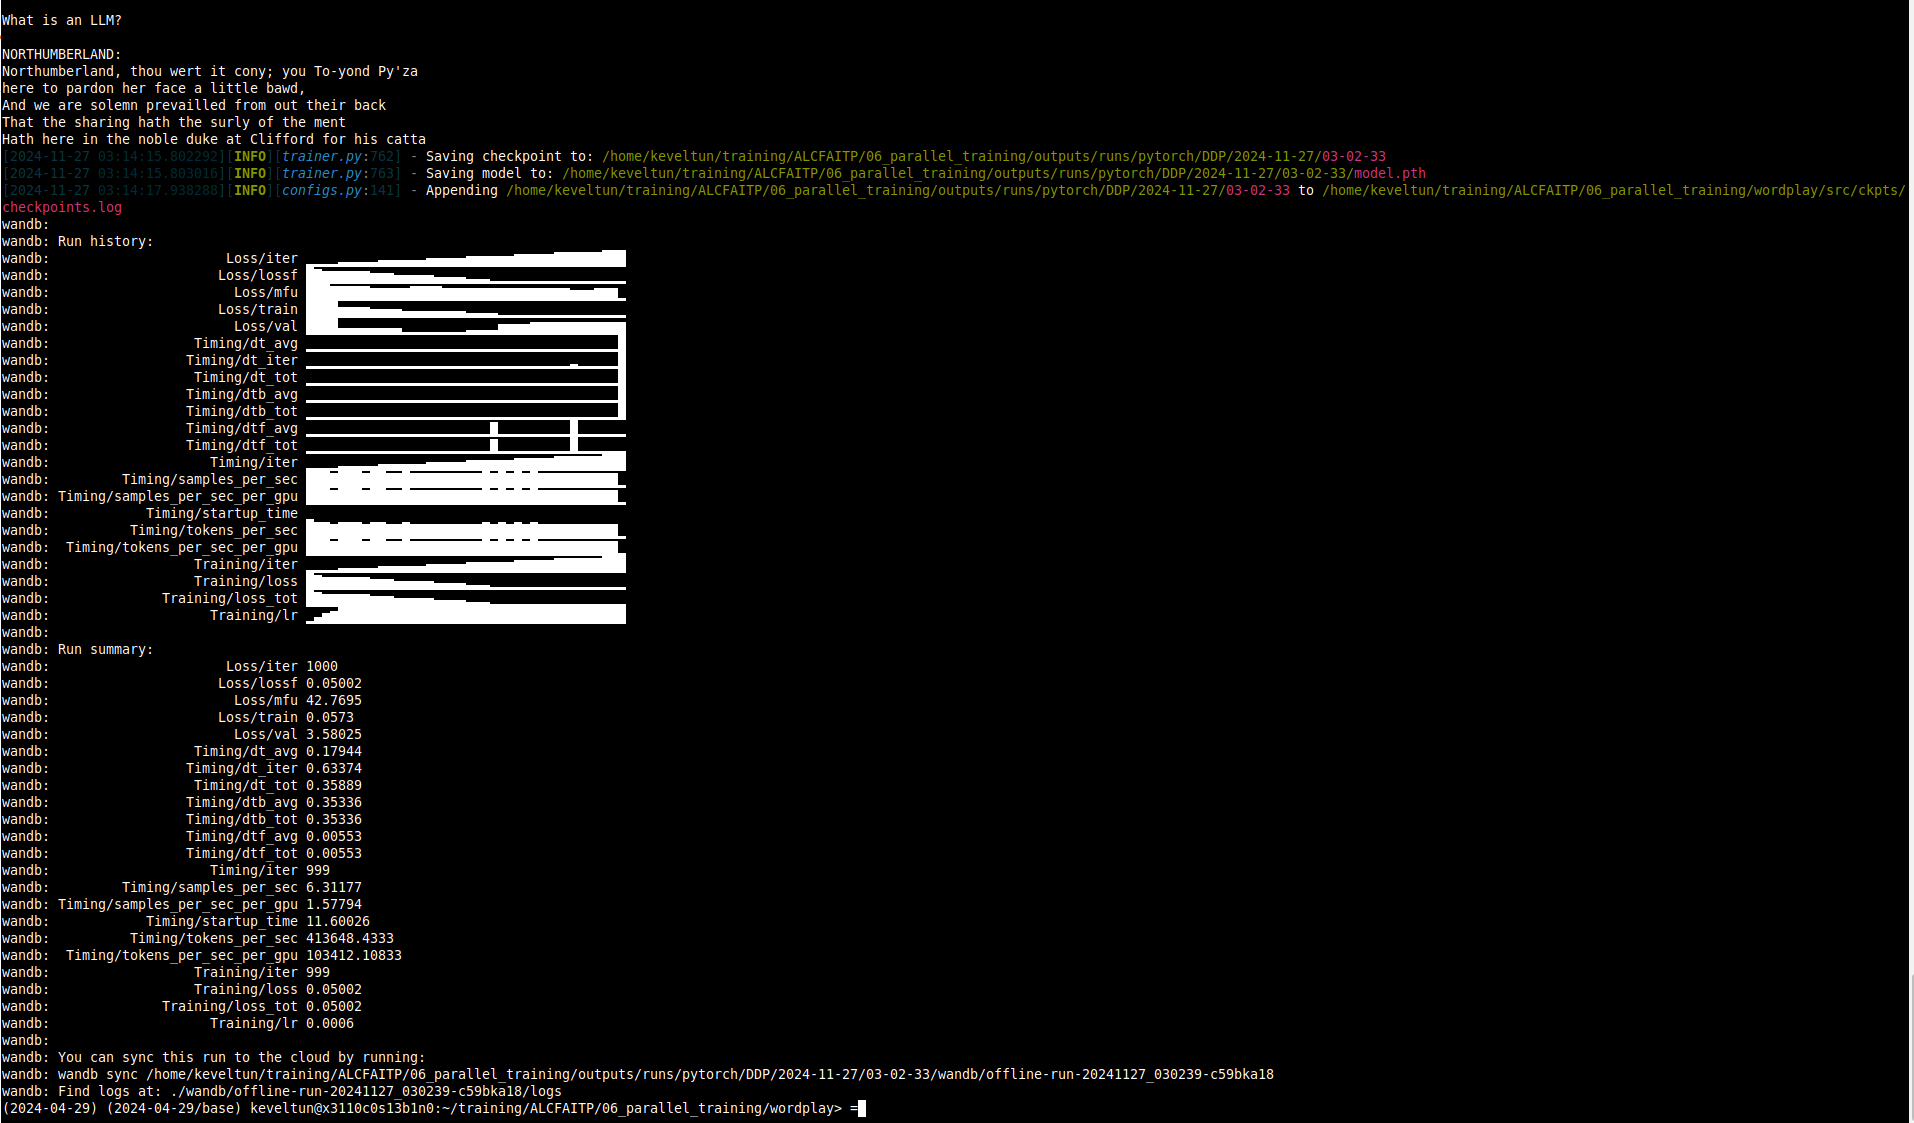 What is an LLM?
NORTHUMBERLAND:
Northumberland, thou wert it cony; you To-yond Py'za
here to pardon her face a little bawd,
And we are solemn prevailled from out their back
That the sharing hath the surly of the ment
Hath here in the noble duke at Clifford for his catta
[2024-11-27 03:14:15.802292][INFO][trainer.py:762] - Saving checkpoint to: /home/keveltun/training/ALCFAITP/06_parallel_training/outputs/runs/pytorch/DDP/2024-11-27/03-02-33
[2024-11-27 03:14:15.803016][INFO][trainer.py:763] - Saving model to: /home/keveltun/training/ALCFAITP/06_parallel_training/outputs/runs/pytorch/DDP/2024-11-27/03-02-33/model.pth
[2024-11-27 03:14:17.938288][INFO][configs.py:141] - Appending /home/keveltun/training/ALCFAITP/06_parallel_training/outputs/runs/pytorch/DDP/2024-11-27/03-02-33 to /home/keveltun/training/ALCFAITP/06_parallel_training/wordplay/src/ckpts/
checkpoints.log
wandb:
wandb: Run history:
wandb: Loss/iter
wandb: Loss/lossf
wandb: Loss/mfu
wandb: Loss/train
wandb: Loss/val
wandb: Timing/dt_avg
wandb: Timing/dt_iter
wandb: Timing/dt_tot
wandb: Timing/dtb_avg
wandb: Timing/dtb_tot
wandb: Timing/dtf_avg
wandb: Timing/dtf_tot
wandb: Timing/iter
wandb: Timing/samples_per_sec
wandb: Timing/samples_per_sec_per_gpu
wandb: Timing/startup_time
wandb: Timing/tokens_per_sec
wandb: Timing/tokens_per_sec_per_gpu
wandb: Training/iter
wandb: Training/loss
wandb: Training/loss_tot
wandb: Training/lr
wandb:
wandb: Run summary:
wandb: Loss/iter 1000
wandb: Loss/lossf 0.05002
wandb: Loss/mfu 42.7695
wandb: Loss/train 0.0573
wandb: Loss/val 3.58025
wandb: Timing/dt_avg 0.17944
wandb: Timing/dt_iter 0.63374
wandb: Timing/dt_tot 0.35889
wandb: Timing/dtb_avg 0.35336
wandb: Timing/dtb_tot 0.35336
wandb: Timing/dtf_avg 0.00553
wandb: Timing/dtf_tot 0.00553
wandb: Timing/iter 999
wandb: Timing/samples_per_sec 6.31177
wandb: Timing/samples_per_sec_per_gpu 1.57794
wandb: Timing/startup_time 11.60026
wandb: Timing/tokens_per_sec 413648.4333
wandb: Timing/tokens_per_sec_per_gpu 103412.10833
wandb: Training/iter 999
wandb: Training/loss 0.05002
wandb: Training/loss_tot 0.05002
wandb: Training/lr 0.0006
wandb:
wandb: You can sync this run to the cloud by running:
wandb: wandb sync /home/keveltun/training/ALCFAITP/06_parallel_training/outputs/runs/pytorch/DDP/2024-11-27/03-02-33/wandb/offline-run-20241127_030239-c59bka18
wandb: Find logs at: ./wandb/offline-run-20241127_030239-c59bka18/logs
(2024-04-29) (2024-04-29/base) keveltun@x3110c0s13b1n0:~/training/ALCFAITP/06_parallel_training/wordplay> =